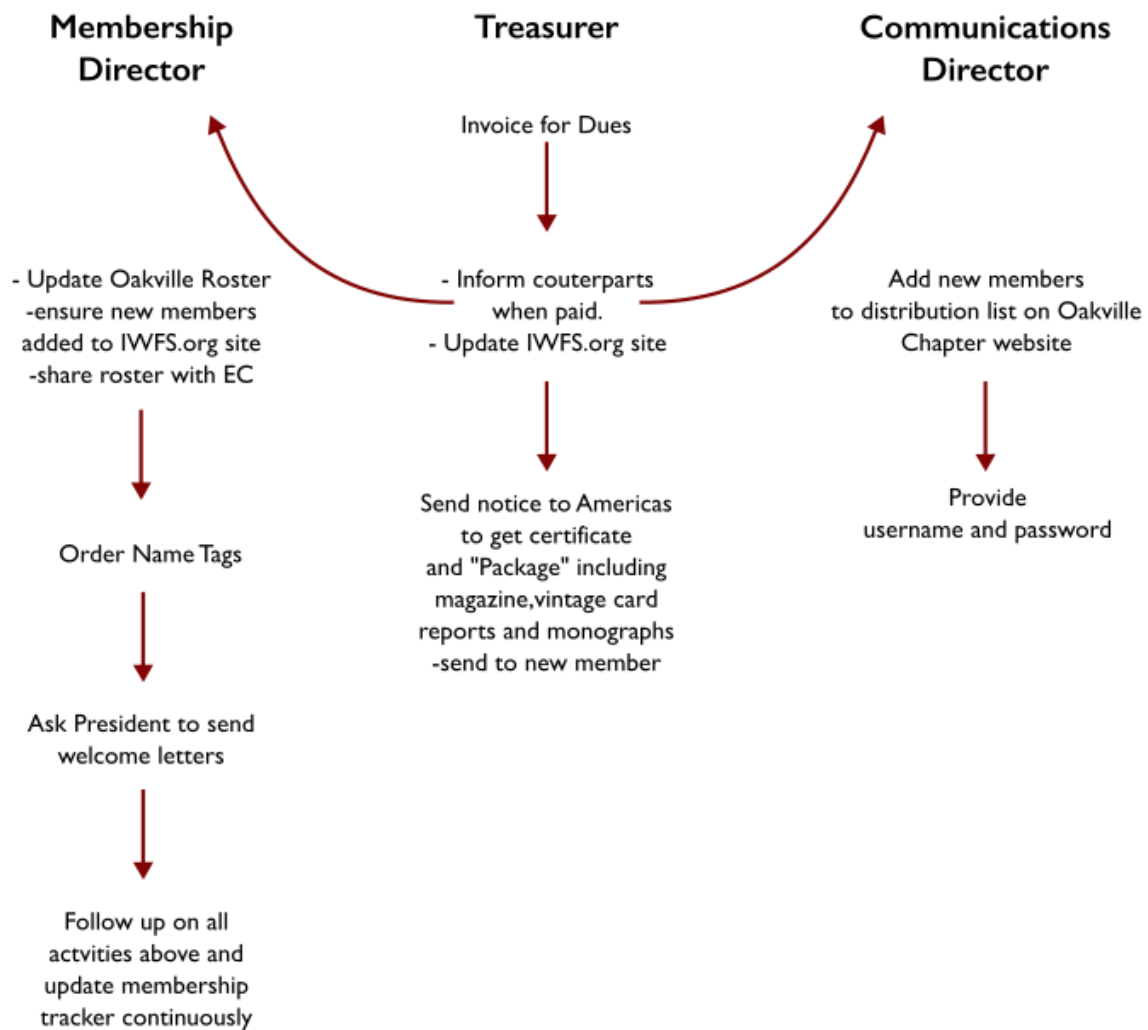 Membership
Director
Treasurer
Communications
Director
Invoice for Dues
- Update Oakville Roster
-ensure new members
added to IWFS.org site
-share roster with EC
- Inform couterparts
when paid.
- Update IWFS.org site
Add new members
to distribution list on Oakville
Chapter website
Order Name Tags
Send notice to Americas
to get certificate
and "Package" including
magazine,vintage card
reports and monographs
-send to new member
Provide
username and password
Ask President to send
welcome letters
Follow up on all
actvities above and
update membership
tracker continuously